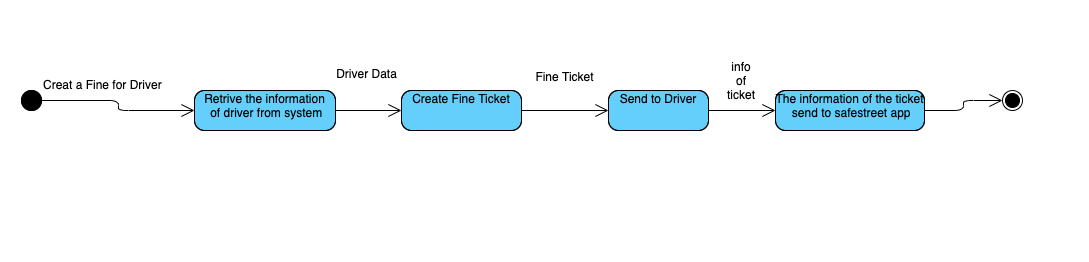 Creat a Fine for Driver
Retrive the information
of driver from system
Driver Data
Create Fine Ticket
Fine Ticket
Send to Driver
info
of
ticket
The information of the ticket
send to safestreet app